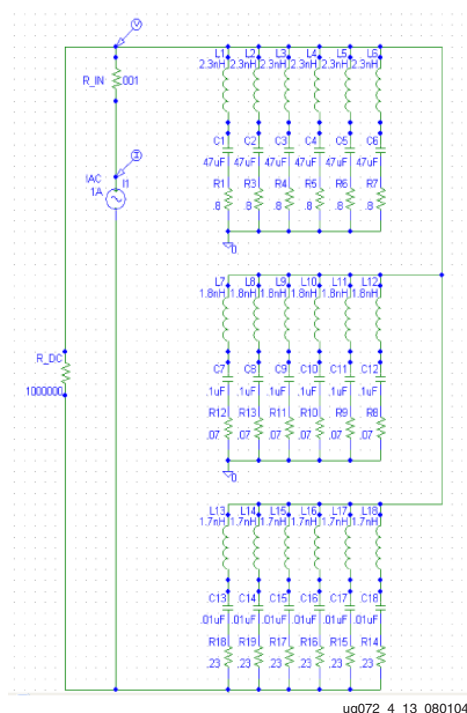 V
R_IN
.001
I
IAC
1A
I1
L1 L2 L3 L4 L5 L6
2.3nH 2.3nH 2.3nH 2.3nH 2.3nH 2.3nH
C1 C2 C3 C4 C5 C6
47uF 47uF 47uF 47uF 47uF 47uF
R1 R3 R4 R5 R6 R7
.8 .8 .8 .8 .8 .8
0
L7 L8 L9 L10 L11 L12
1.8nH 1.8nH 1.8nH 1.8nH 1.8nH 1.8nH
R_DC
1000000
C7 C8 C9 C10 C11 C12
.1uF .1uF .1uF .1uF .1uF .1uF
R12 R13 R11 R10 R9 R8
.07 .07 .07 .07 .07 .07
0
L13 L14 L15 L16 L17 L18
1.7nH 1.7nH 1.7nH 1.7nH 1.7nH 1.7nH
C13 C14 C15 C16 C17 C18
.01uF .01uF .01uF .01uF .01uF .01uF
R18 R19 R17 R16 R15 R14
.23 .23 .23 .23 .23 .23
ug072_4_13_080104